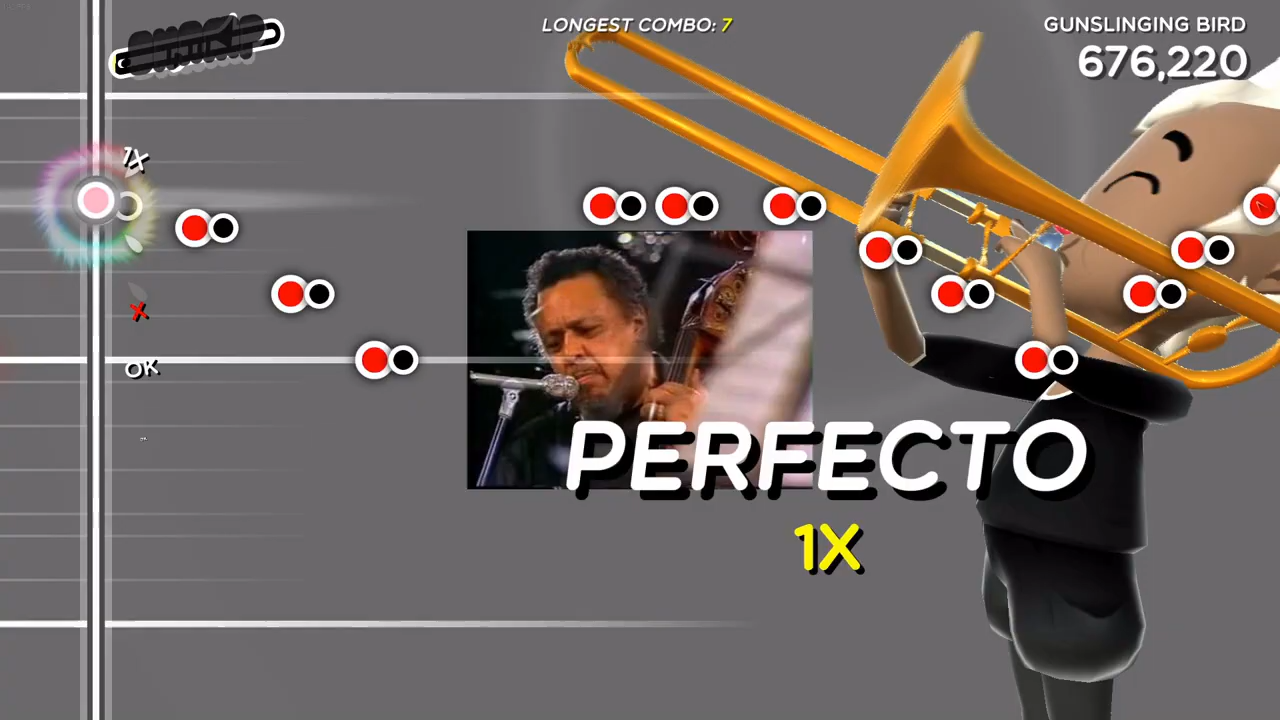 LONGEST COMBO: 7
GUNSLINGING BIRD
676,220
1X
X
OK
PERFECTO
1X